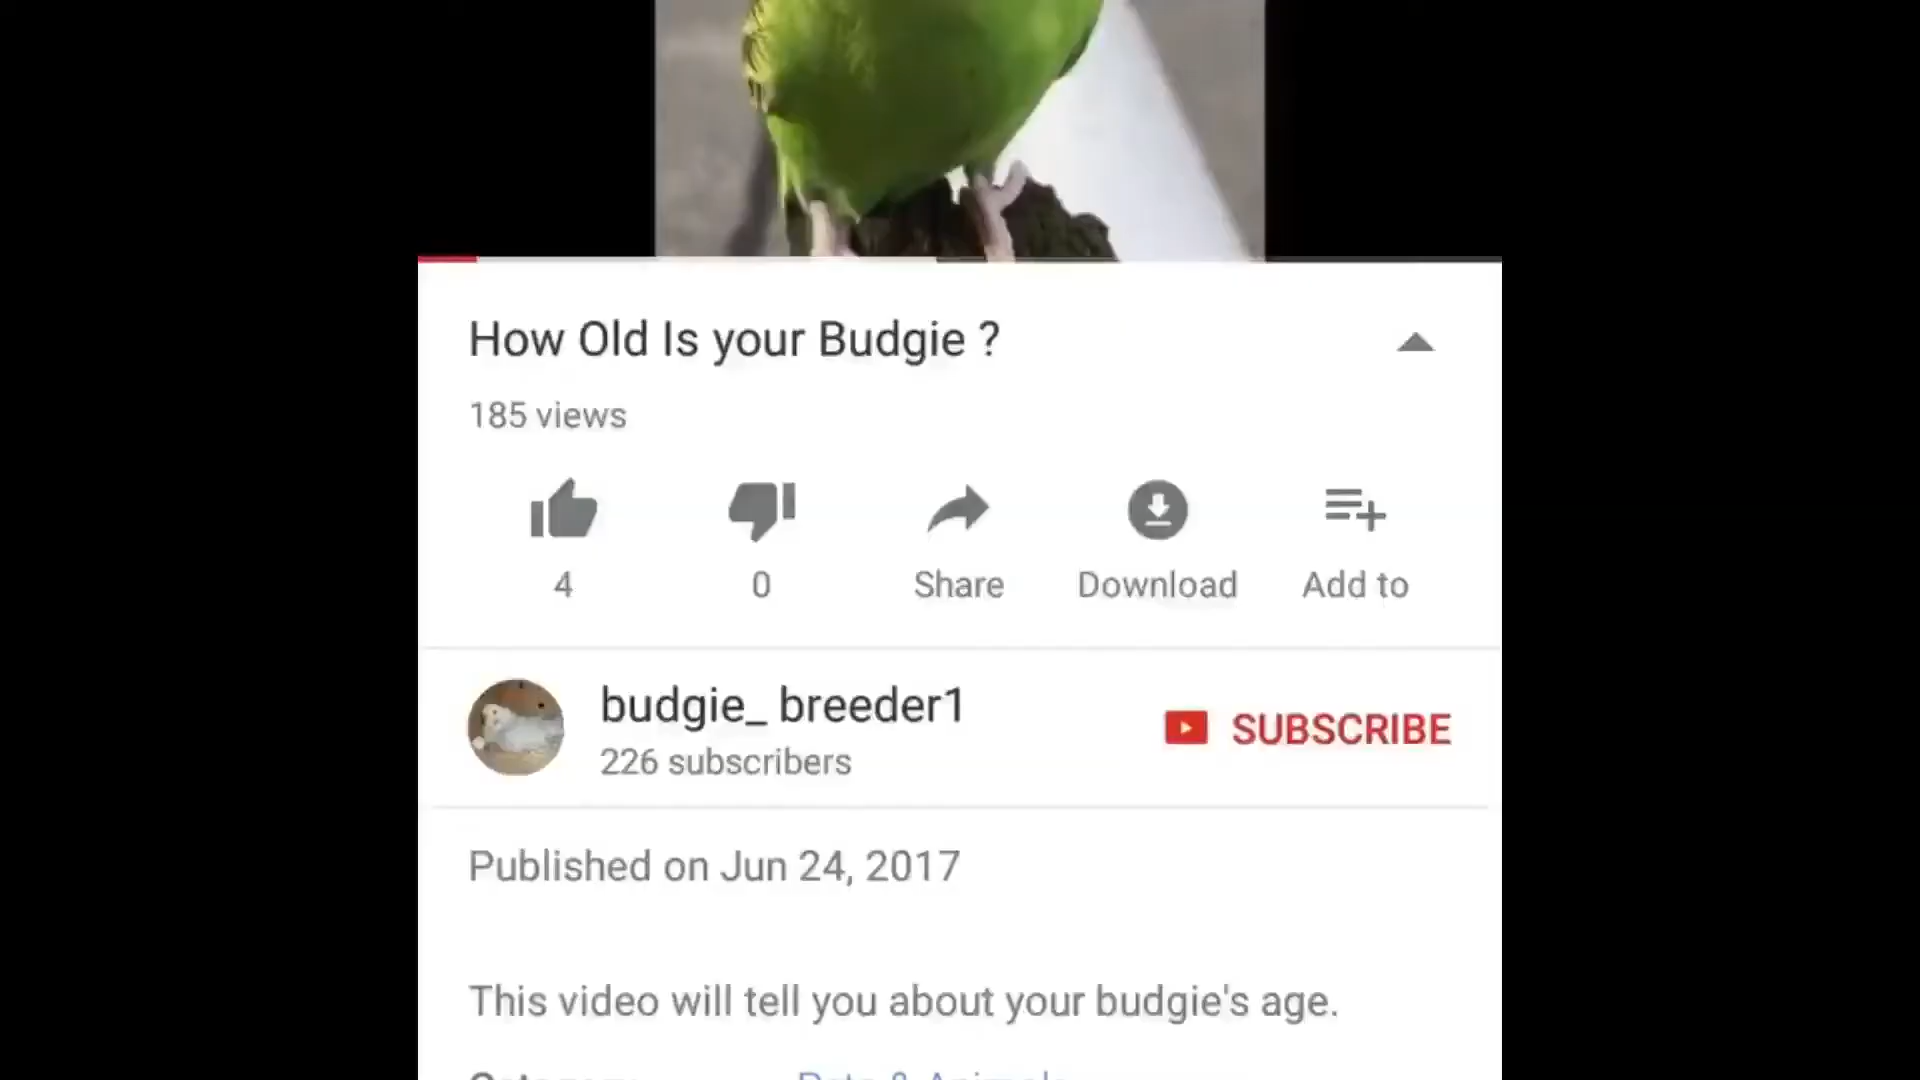 How Old Is your Budgie ?
185 views
4
0
Share
Download
Add to
budgie_ breeder1
226 subscribers
SUBSCRIBE
Published on Jun 24, 2017
This video will tell you about your budgie's age.